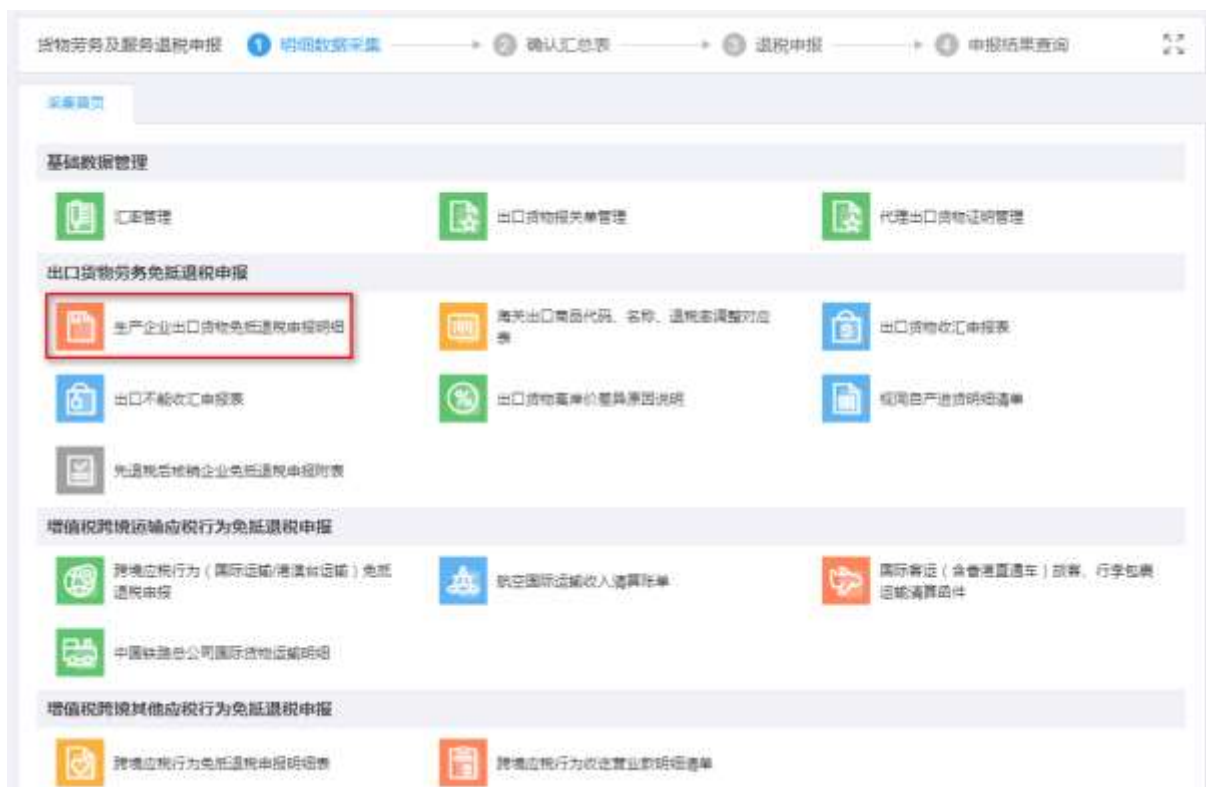 货物劳务及服务退税申报 1 明细数据采集 2 确认汇总表 3 退税申报 4 申报结果查询
采集首页
基础数据管理
汇率管理
出口货物报关单管理
代理出口货物证明管理
出口货物劳务免抵退税申报
生产企业出口货物免抵退税申报明细
海关出口商品代码、名称、退税率调整对应
表
出口货物收汇申报表
出口不能收汇申报表
出口货物离岸价差异原因说明
视同自产进货明细清单
先退税后核销企业免抵退税申报附表
增值税跨境运输应税行为免抵退税申报
跨境应税行为（国际运输/港澳台运输）免抵
退税申报
航空国际运输收入清算账单
国际客运（含香港直通车）旅客、行李包裹
运输清算函件
中国铁路总公司国际货物运输明细
增值税跨境其他应税行为免抵退税申报
跨境应税行为免抵退税申报明细表
跨境应税行为收讫营业款明细清单